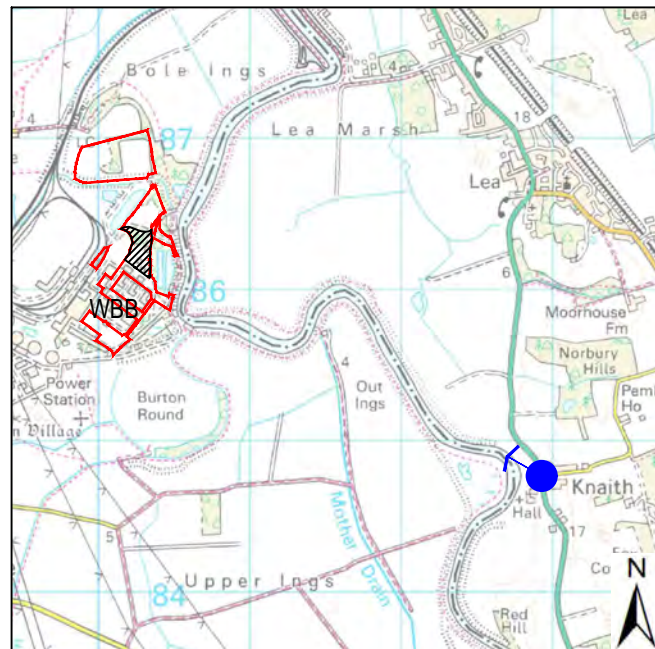 Bole Ings
Lea
4
4
87
Lea Marsh
18
Lea
6
86
WBB
Moorhouse
Fm
Norbury
Hills
4
Power
Station
Burton
Round
Out
Ings
Pem
Ho
n Village
Knaith
Hall
17
5
Mother
Drain
Upper Ings
84
Co
Red
Hill
N